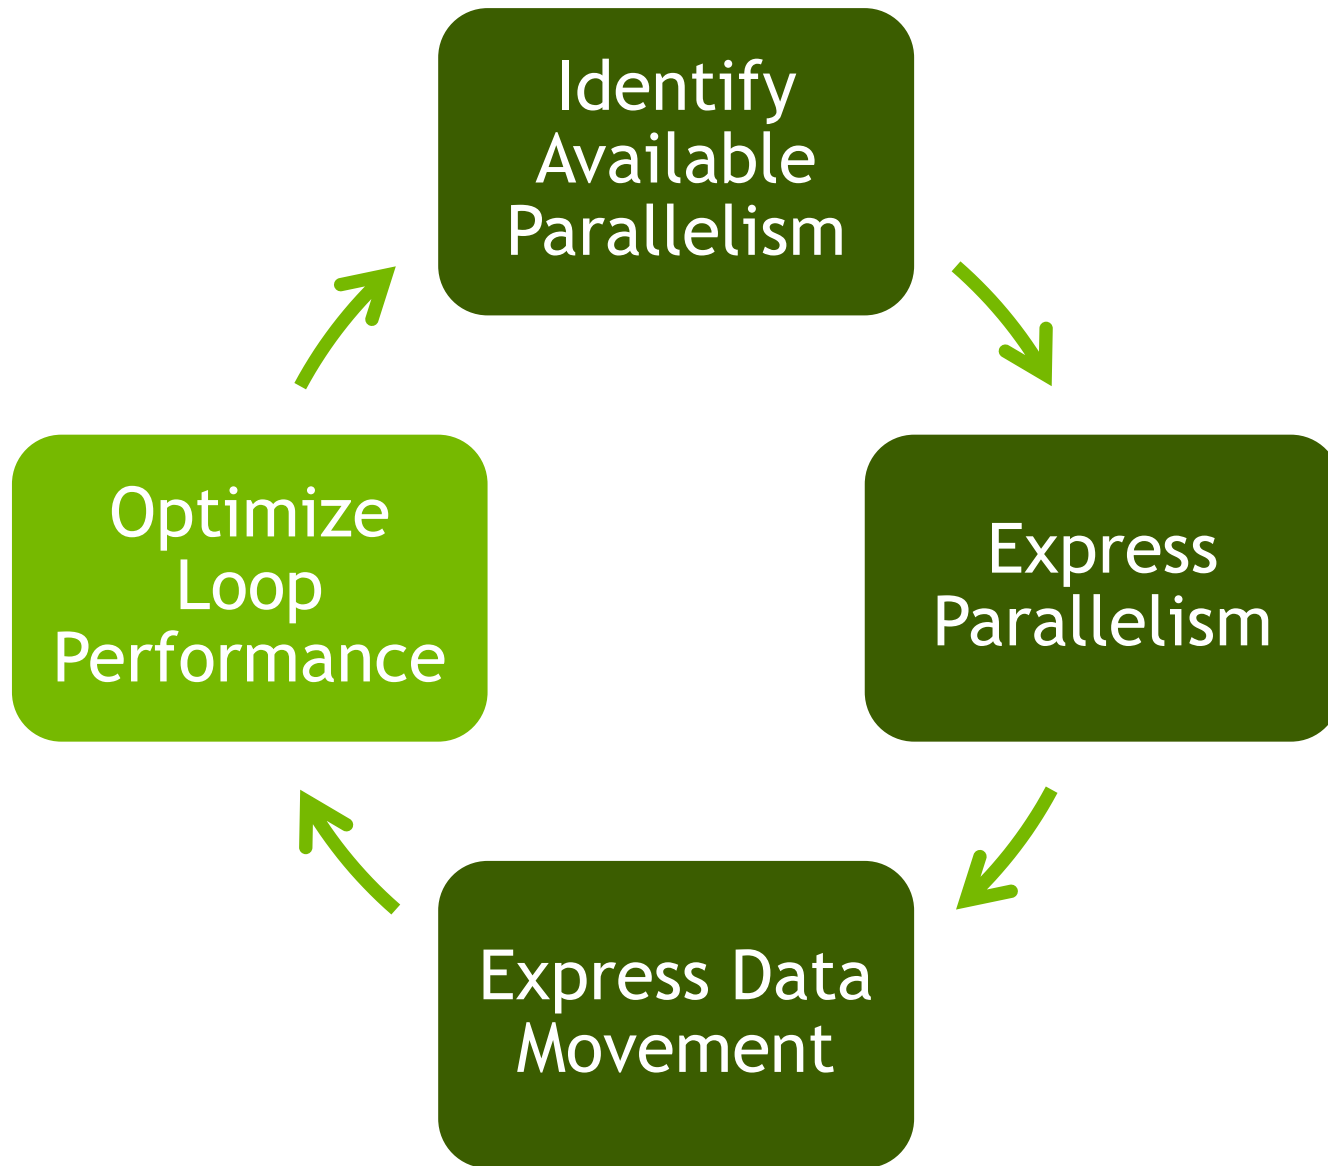 Identify
Available
Parallelism
Express
Parallelism
Express Data
Movement
Optimize
Loop
Performance